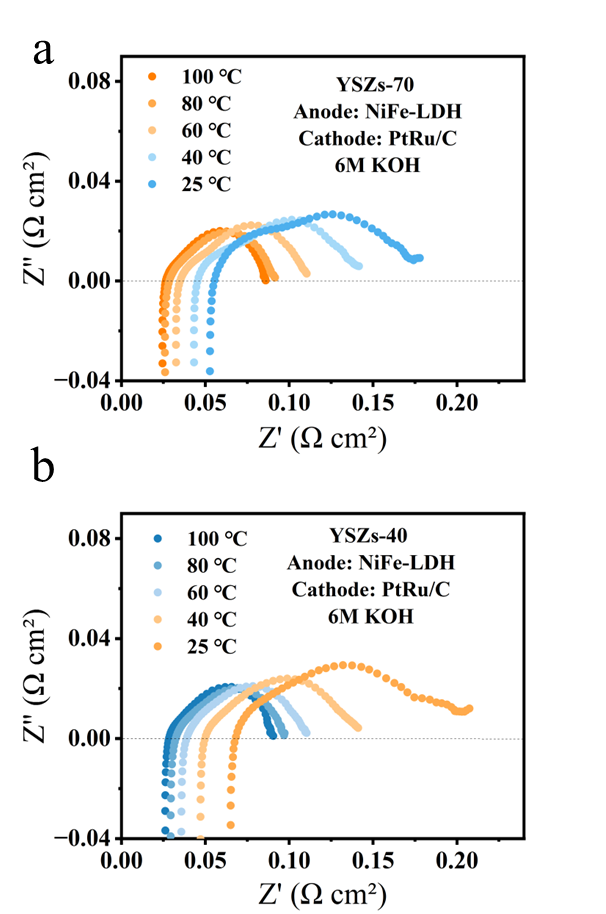 a
0.08
0.04
0.00
−0.04
Z'' (Ω cm²)
100 ℃
80 ℃
60 ℃
40 ℃
25 ℃
YSZs-70
Anode: NiFe-LDH
Cathode: PtRu/C
6M KOH
0.00 0.05 0.10 0.15 0.20
Z' (Ω cm²)
b
0.08
0.04
0.00
−0.04
Z'' (Ω cm²)
100 ℃
80 ℃
60 ℃
40 ℃
25 ℃
YSZs-40
Anode: NiFe-LDH
Cathode: PtRu/C
6M KOH
0.00 0.05 0.10 0.15 0.20
Z' (Ω cm²)